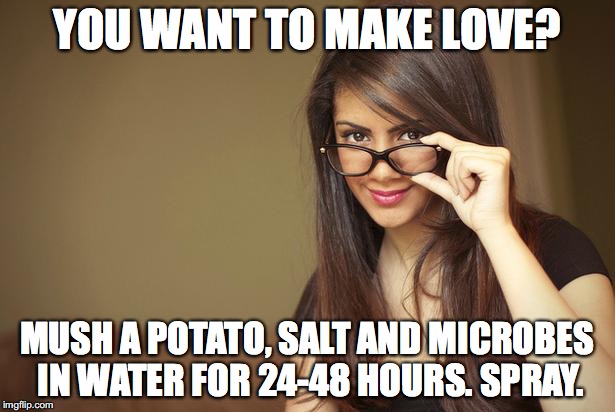 YOU WANT TO MAKE LOVE?
MUSH A POTATO, SALT AND MICROBES
IN WATER FOR 24-48 HOURS. SPRAY.
imgflip.com